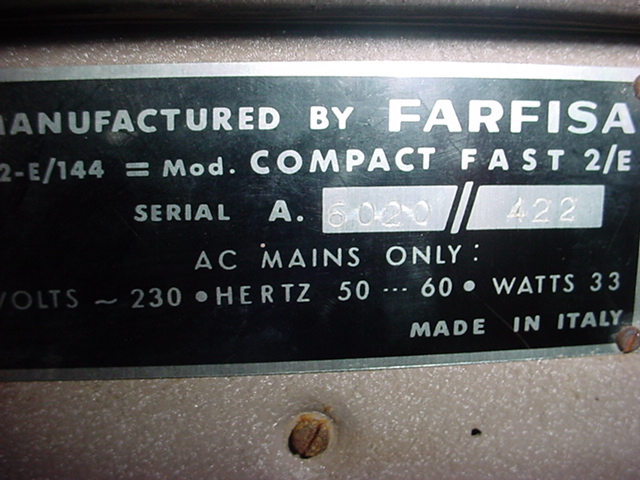 MANUFACTURED BY FARFISA
2-E/144 = Mod. COMPACT FAST 2/E
SERIAL A. 6020 // 422
AC MAINS ONLY:
VOLTS ~ 230 • HERTZ 50 ··· 60 • WATTS 33
MADE IN ITALY